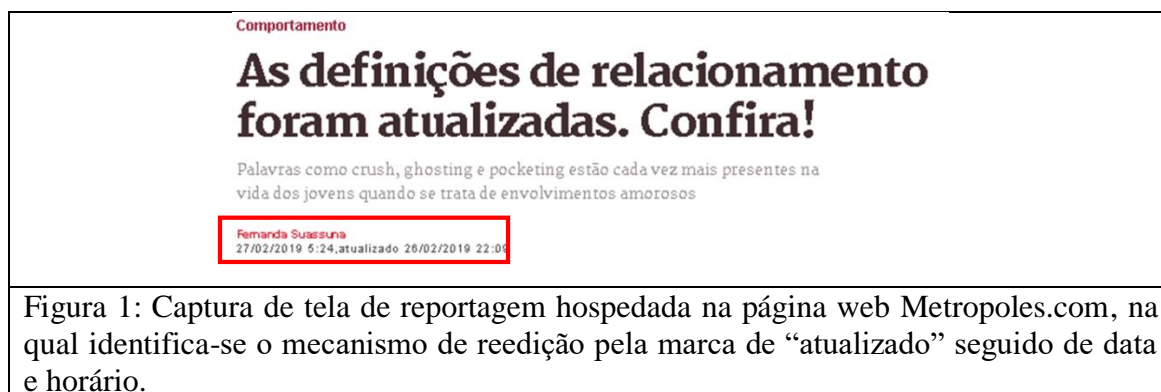 Comportamento
As definições de relacionamento
foram atualizadas. Confira!
Palavras como crush, ghosting e pocketing estão cada vez mais presentes na
vida dos jovens quando se trata de envolvimentos amorosos
Fernanda Suassuna
27/02/2019 5:24,atualizado 26/02/2019 22:09
Figura 1: Captura de tela de reportagem hospedada na página web Metropoles.com, na
qual identifica-se o mecanismo de reedição pela marca de “atualizado” seguido de data
e horário.